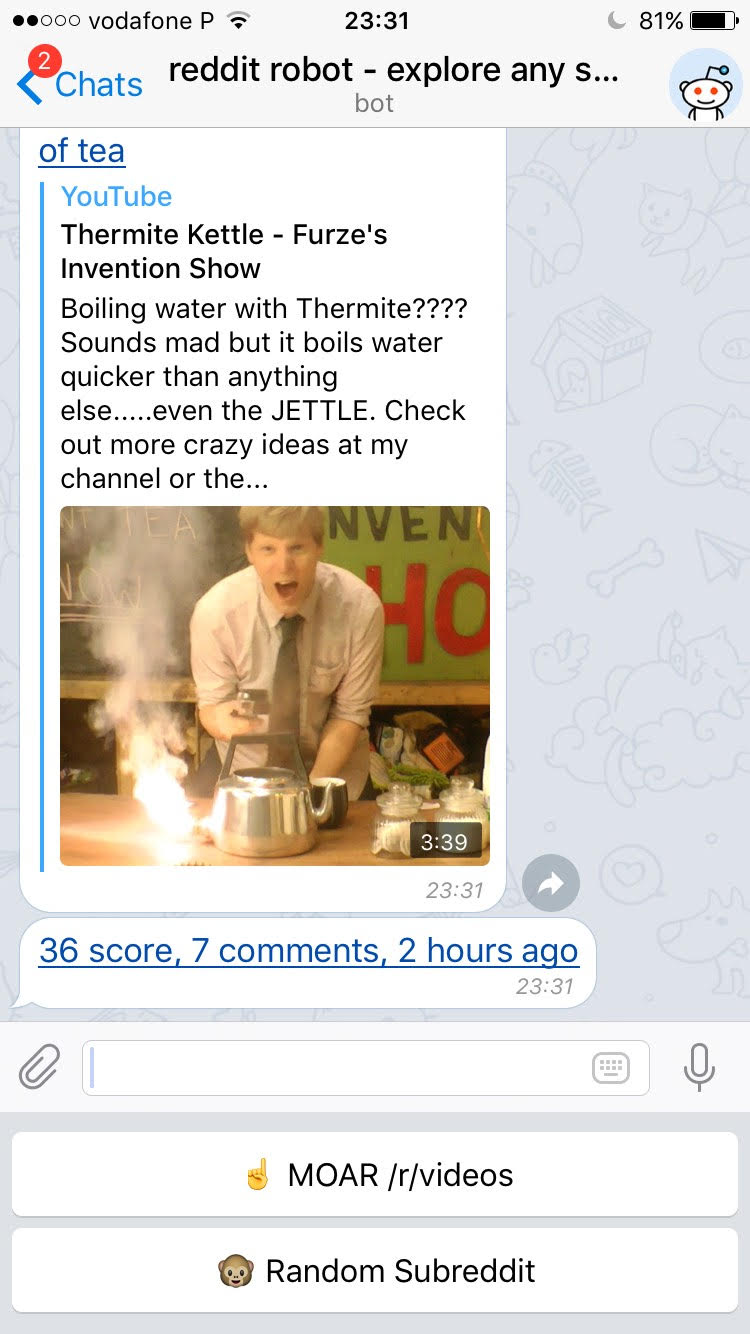 vodafone P 23:31 81%
2
Chats
reddit robot - explore any s...
bot
of tea
YouTube
Thermite Kettle - Furze's
Invention Show
Boiling water with Thermite????
Sounds mad but it boils water
quicker than anything
else.....even the JETTLE. Check
out more crazy ideas at my
channel or the...
TEA
NOW
NVEN
HO
3:39
23:31
36 score, 7 comments, 2 hours ago
23:31
MOAR /r/videos
Random Subreddit